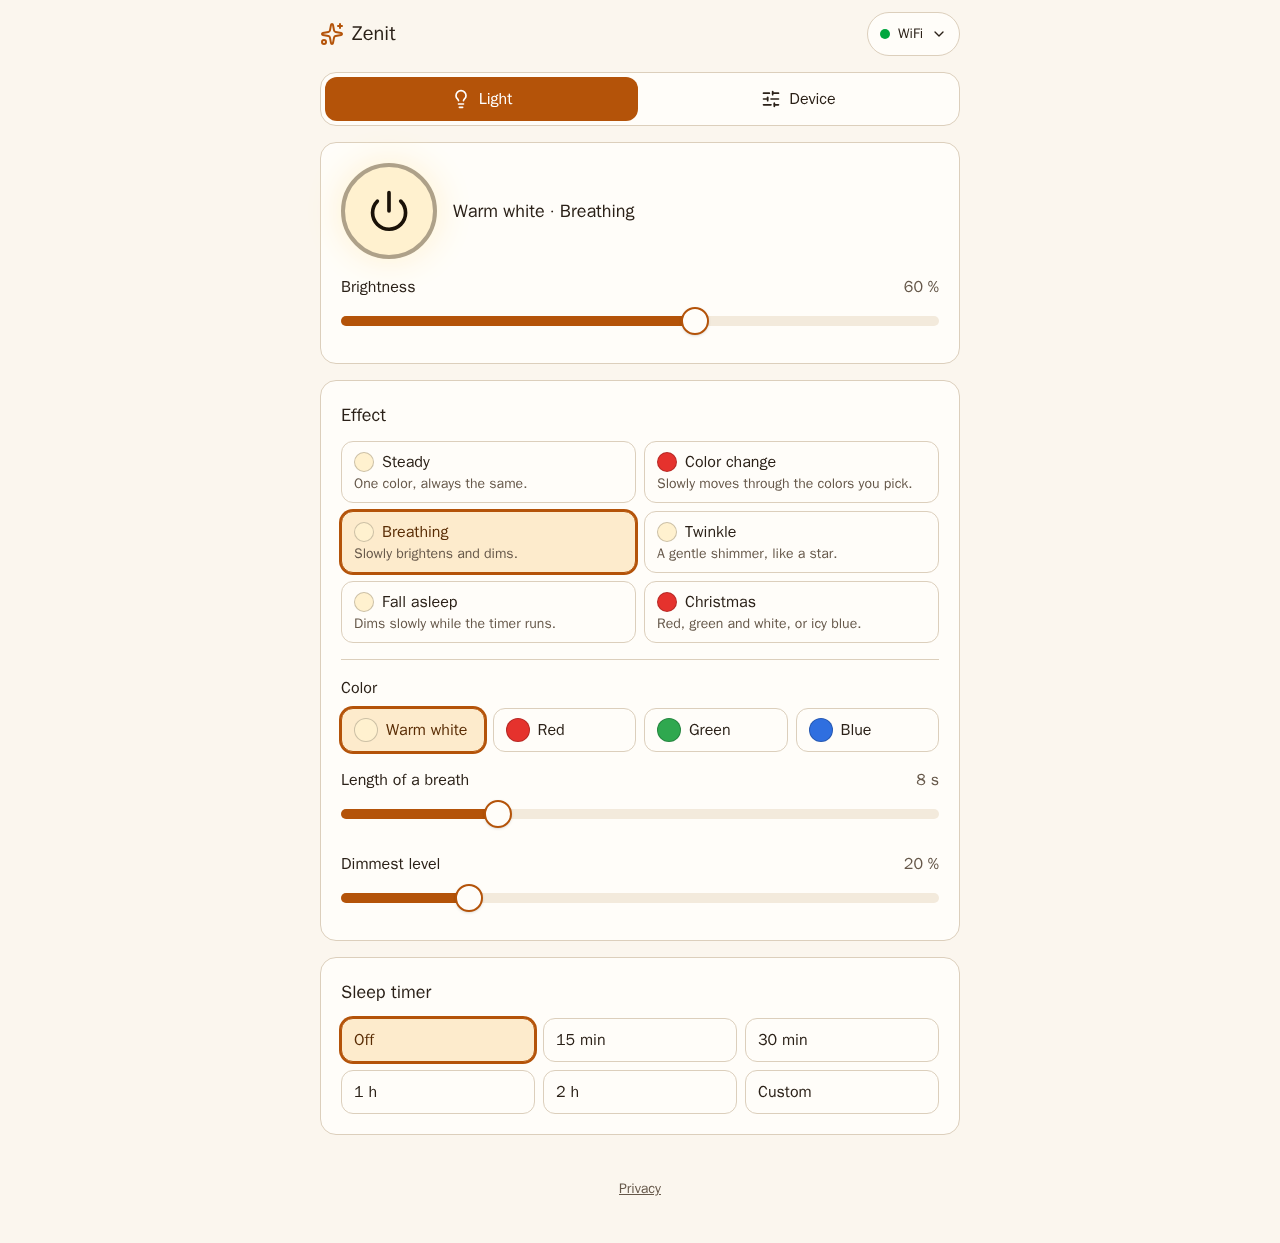 Zenit
WiFi
Light
Device
Warm white · Breathing
Brightness
60 %
Effect
Steady
One color, always the same.
Color change
Slowly moves through the colors you pick.
Breathing
Slowly brightens and dims.
Twinkle
A gentle shimmer, like a star.
Fall asleep
Dims slowly while the timer runs.
Christmas
Red, green and white, or icy blue.
Color
Warm white
Red
Green
Blue
Length of a breath
8 s
Dimmest level
20 %
Sleep timer
Off
15 min
30 min
1 h
2 h
Custom
Privacy